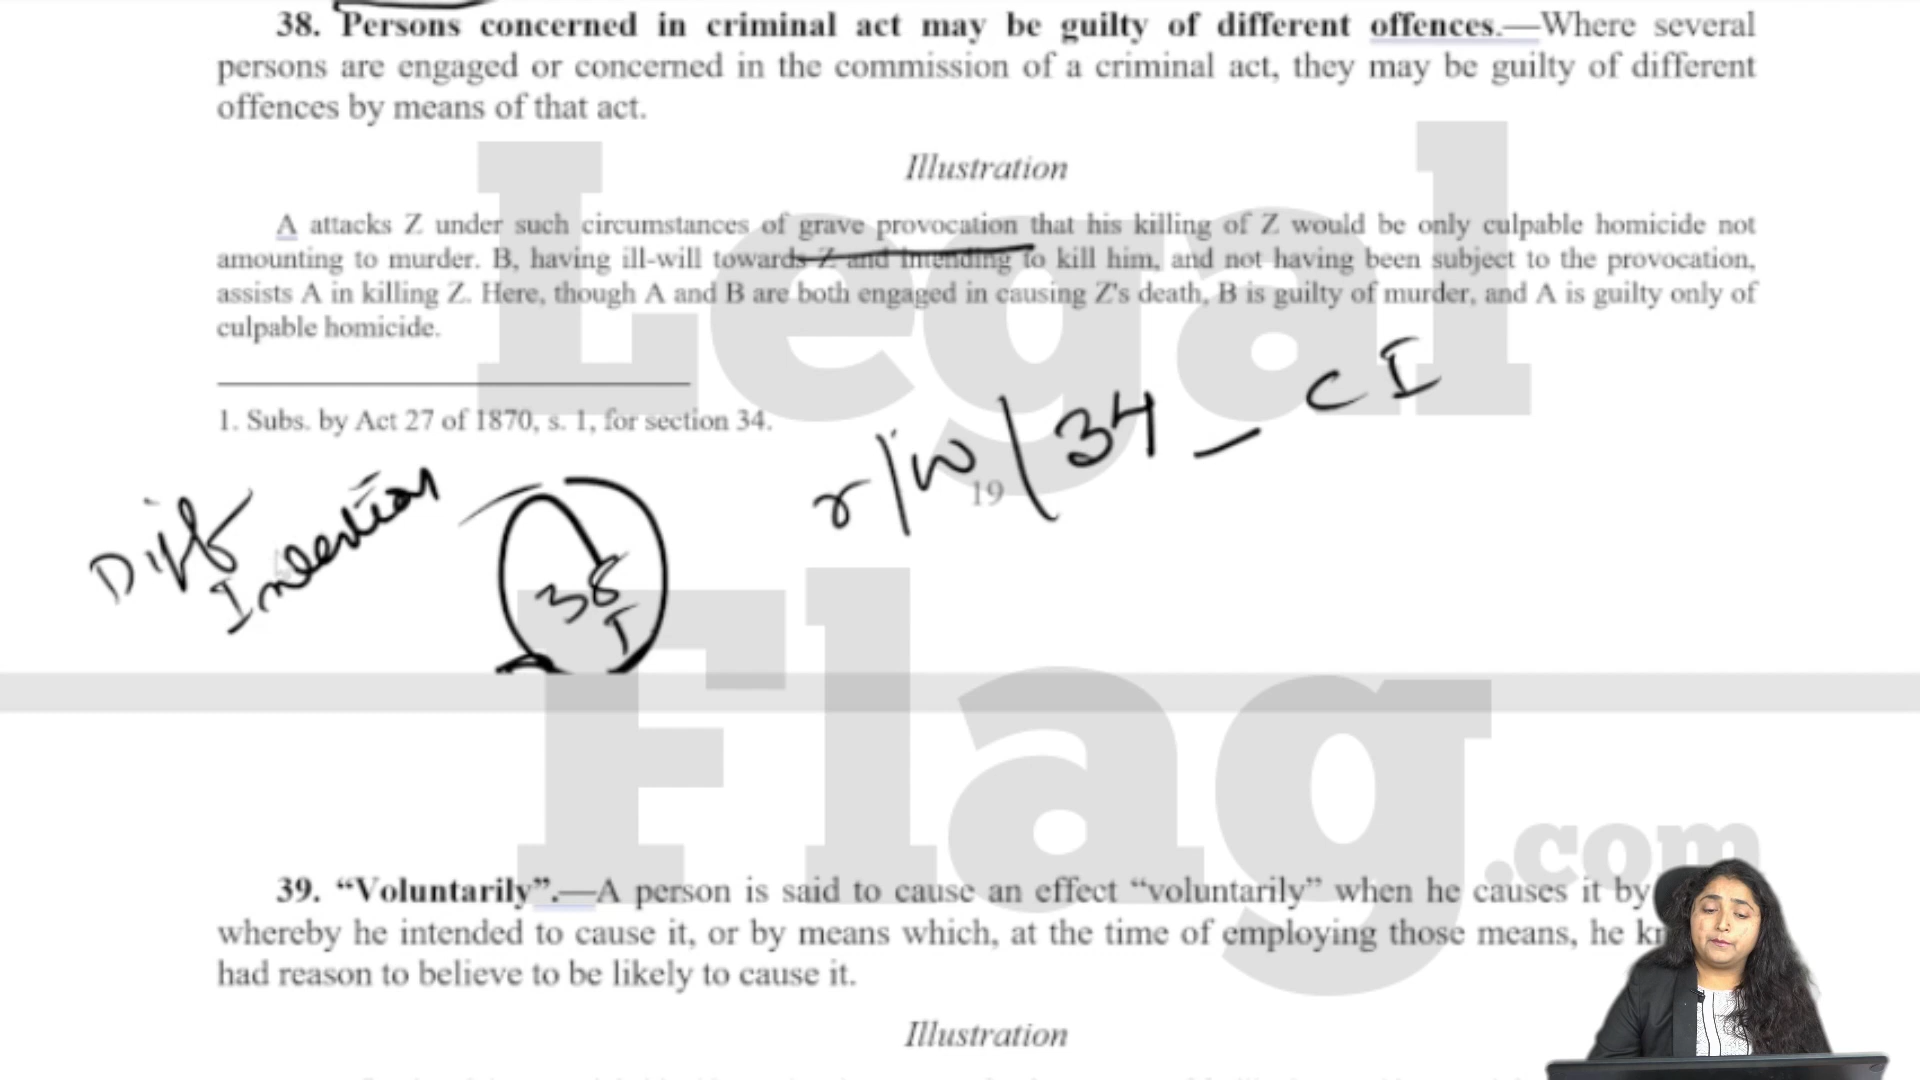 38. Persons concerned in criminal act may be guilty of different offences.—Where several
persons are engaged or concerned in the commission of a criminal act, they may be guilty of different
offences by means of that act.
Illustration
A attacks Z under such circumstances of grave provocation that his killing of Z would be only culpable homicide not
amounting to murder. B, having ill-will towards Z and intending to kill him, and not having been subject to the provocation,
assists A in killing Z. Here, though A and B are both engaged in causing Z's death, B is guilty of murder, and A is guilty only of
culpable homicide.
1. Subs. by Act 27 of 1870, s. 1, for section 34.
r/w/34 – CI
19
Diff
Intention
38
I
Legal
Flag
.com
39. “Voluntarily”.—A person is said to cause an effect “voluntarily” when he causes it by
whereby he intended to cause it, or by means which, at the time of employing those means, he
had reason to believe to be likely to cause it.
Illustration